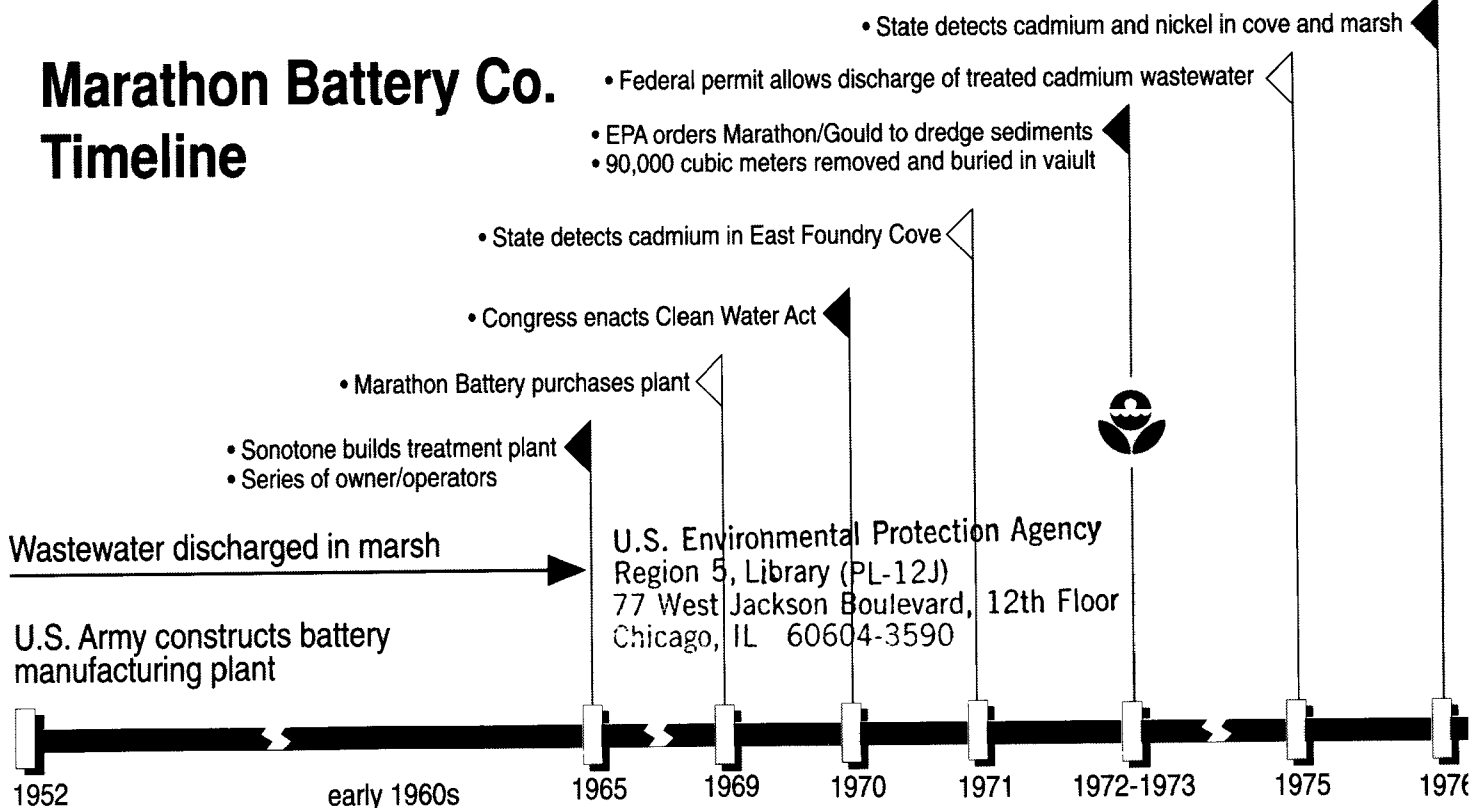 • State detects cadmium and nickel in cove and marsh
Marathon Battery Co.
Timeline
• Federal permit allows discharge of treated cadmium wastewater
• EPA orders Marathon/Gould to dredge sediments
• 90,000 cubic meters removed and buried in vaiult
• State detects cadmium in East Foundry Cove
• Congress enacts Clean Water Act
• Marathon Battery purchases plant
• Sonotone builds treatment plant
• Series of owner/operators
Wastewater discharged in marsh
U.S. Environmental Protection Agency
Region 5, Library (PL-12J)
77 West Jackson Boulevard, 12th Floor
Chicago, IL 60604-3590
U.S. Army constructs battery
manufacturing plant
1952 early 1960s 1965 1969 1970 1971 1972-1973 1975 1976